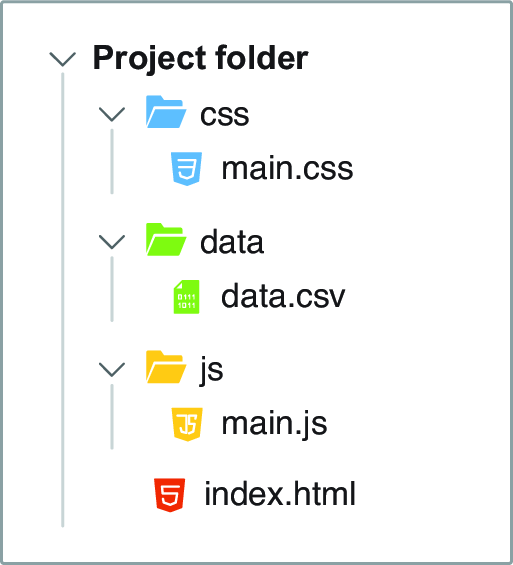 Project folder
css
main.css
data
data.csv
js
main.js
index.html